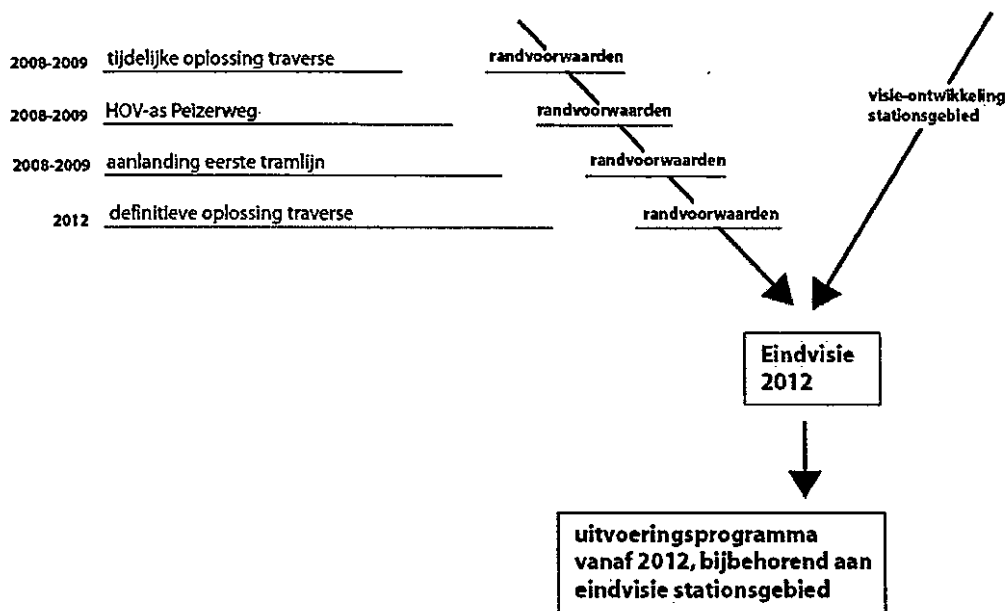 2008-2009 tijdelijke oplossing traverse randvoorwaarden
2008-2009 HOV-as Peizerweg randvoorwaarden
visie-ontwikkeling
stationsgebied
2008-2009 aanlanding eerste tramlijn randvoorwaarden
2012 definitieve oplossing traverse randvoorwaarden
Eindvisie
2012
uitvoeringsprogramma
vanaf 2012, bijbehorend aan
eindvisie stationsgebied